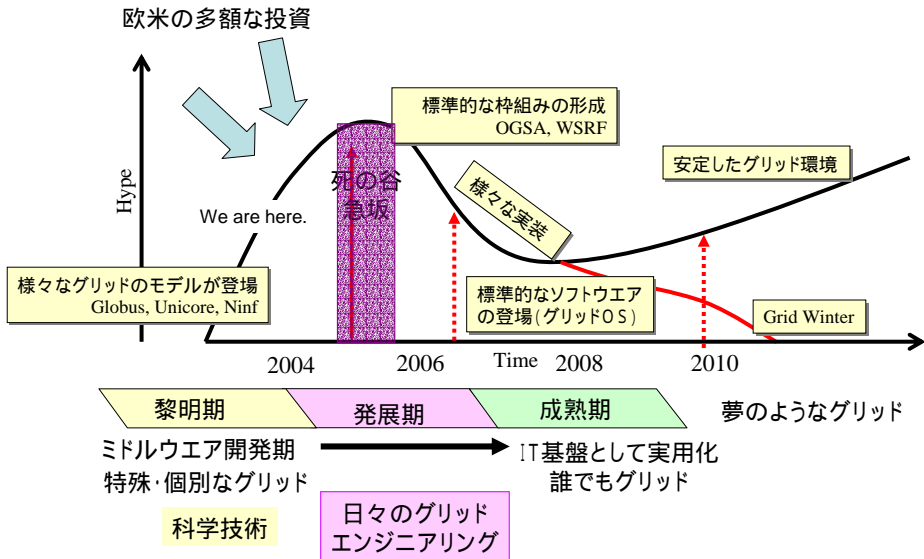 欧米の多額な投資
Hype
標準的な枠組みの形成
OGSA, WSRF
安定したグリッド環境
死の谷
急坂
様々な実装
We are here.
様々なグリッドのモデルが登場
Globus, Unicore, Ninf
標準的なソフトウエア
の登場(グリッドOS)
Grid Winter
2004
2006
Time
2008
2010
黎明期
発展期
成熟期
夢のようなグリッド
ミドルウエア開発期
特殊・個別なグリッド
IT基盤として実用化
誰でもグリッド
科学技術
日々のグリッド
エンジニアリング